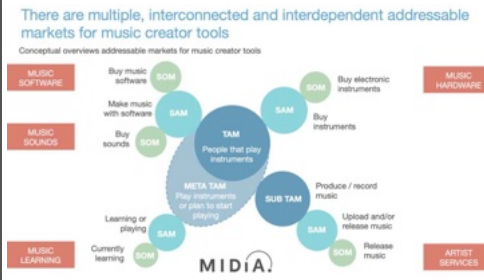 There are multiple, interconnected and interdependent addressable
markets for music creator tools
Conceptual overviews addressable markets for music creator tools
MUSIC
SOFTWARE
Buy music
software
SOM
Make music
with software
SAM
MUSIC
SOUNDS
Buy
sounds
SOM
TAM
People that play
instruments
META TAM
Play instruments
or plan to start
playing
SOM
Buy electronic
instruments
SAM
Buy
instruments
MUSIC
HARDWARE
SUB TAM
Produce / record
music
SAM
Upload and/or
release music
SOM
Release
music
ARTIST
SERVICES
Learning or
playing
SAM
Currently
learning
SOM
MUSIC
LEARNING
MIDiA.